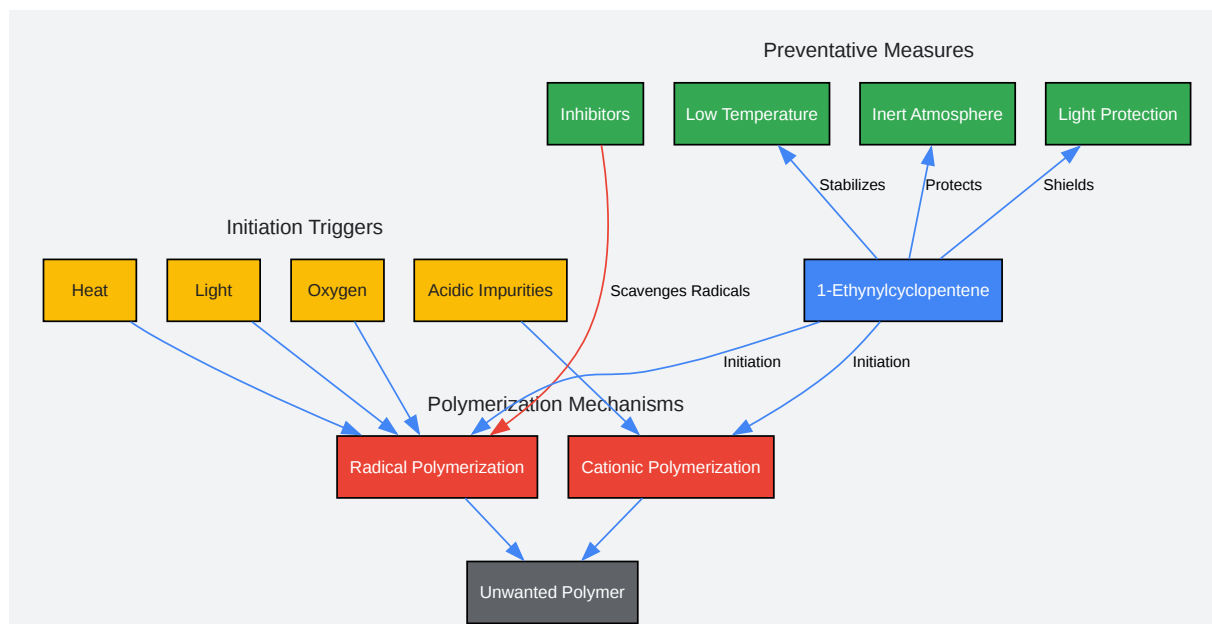 Preventative Measures
Inhibitors
Low Temperature
Inert Atmosphere
Light Protection
Stabilizes
Protects
Shields
Initiation Triggers
Heat
Light
Oxygen
Acidic Impurities
Scavenges Radicals
1-Ethynylcyclopentene
Initiation
Initiation
Polymerization Mechanisms
Radical Polymerization
Cationic Polymerization
Unwanted Polymer